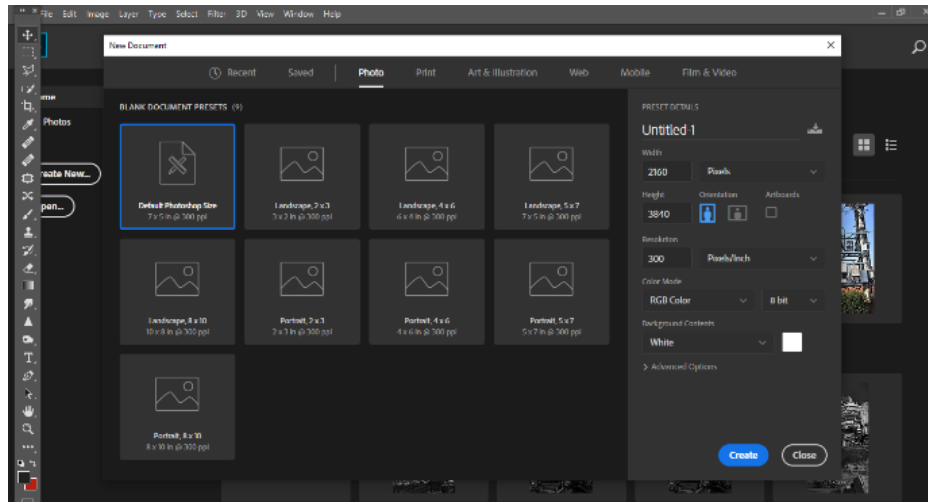 File Edit Image Layer Type Select Filter 3D View Window Help
New Document
Recent Saved Photo Print Art & Illustration Web Mobile Film & Video
BLANK DOCUMENT PRESETS (9)
Default Photoshop Size
7 x 5 in @ 300 ppi
Landscape, 2 x 3
3 x 2 in @ 300 ppi
Landscape, 4 x 6
6 x 4 in @ 300 ppi
Landscape, 5 x 7
7 x 5 in @ 300 ppi
Landscape, 8 x 10
10 x 8 in @ 300 ppi
Portrait, 2 x 3
2 x 3 in @ 300 ppi
Portrait, 4 x 6
4 x 6 in @ 300 ppi
Portrait, 5 x 7
5 x 7 in @ 300 ppi
Portrait, 8 x 10
8 x 10 in @ 300 ppi
PRESET DETAILS
Untitled-1
Width
2160 Pixels
Height Orientation Artboards
3840
Resolution
300 Pixels/Inch
Color Mode
RGB Color 8 bit
Background Contents
White
Advanced Options
Create Close
ome
Photos
reate New...
pen...